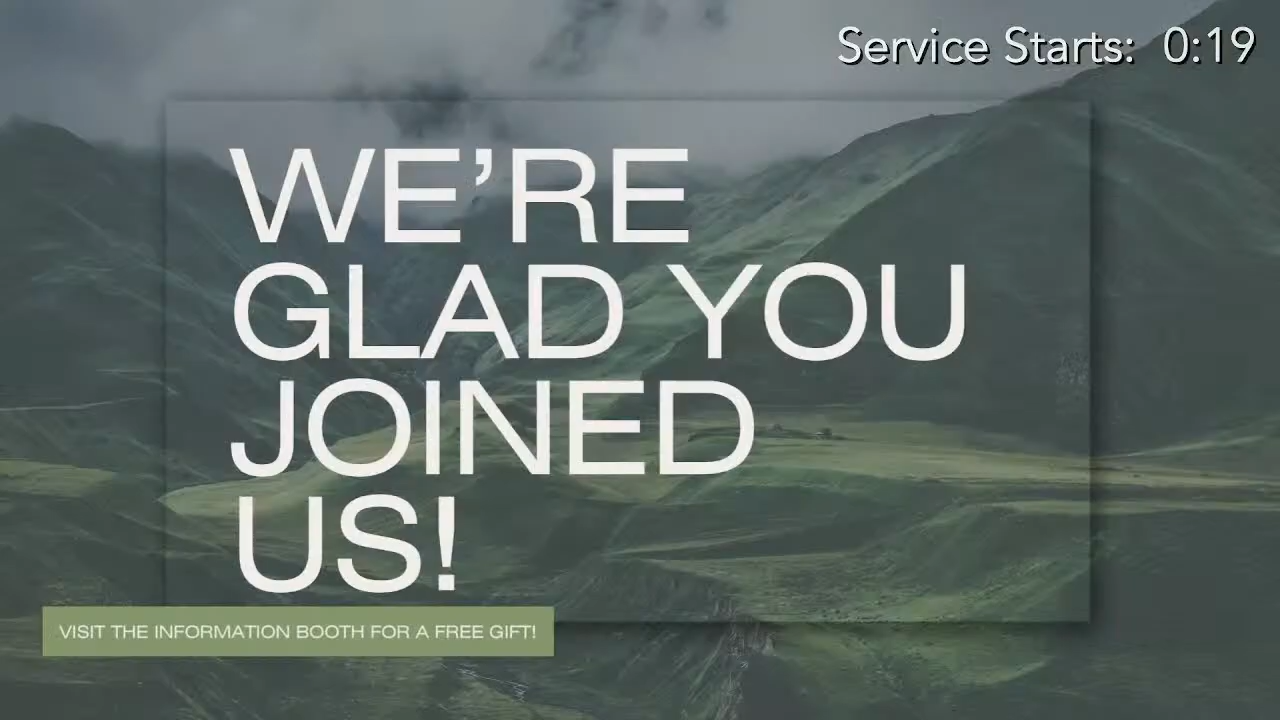 Service Starts: 0:19
WE’RE
GLAD YOU
JOINED
US!
VISIT THE INFORMATION BOOTH FOR A FREE GIFT!